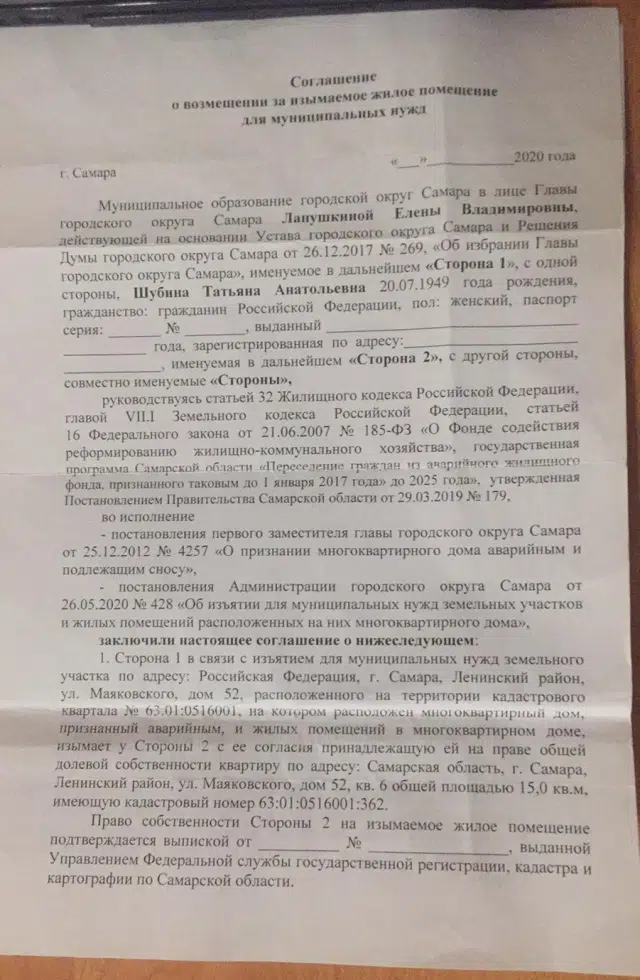 Соглашение
о возмещении за изымаемое жилое помещение
для муниципальных нужд
г. Самара «___»____________2020 года
Муниципальное образование городской округ Самара в лице Главы
городского округа Самара Лапушкиной Елены Владимировны,
действующей на основании Устава городского округа Самара и Решения
Думы городского округа Самара от 26.12.2017 № 269, «Об избрании Главы
городского округа Самара», именуемое в дальнейшем «Сторона 1», с одной
стороны, Шубина Татьяна Анатольевна 20.07.1949 года рождения,
гражданство: гражданин Российской Федерации, пол: женский, паспорт
серия: _______ № ________, выданный ______________________________
___________ года, зарегистрированная по адресу:_____________________
_____________, именуемая в дальнейшем «Сторона 2», с другой стороны,
совместно именуемые «Стороны»,
руководствуясь статьей 32 Жилищного кодекса Российской Федерации,
главой VII.I Земельного кодекса Российской Федерации, статьей
16 Федерального закона от 21.06.2007 № 185-ФЗ «О Фонде содействия
реформированию жилищно-коммунального хозяйства», государственная
программа Самарской области «Переселение граждан из аварийного жилищного
фонда, признанного таковым до 1 января 2017 года» до 2025 года», утвержденная
Постановлением Правительства Самарской области от 29.03.2019 № 179,
во исполнение
- постановления первого заместителя главы городского округа Самара
от 25.12.2012 № 4257 «О признании многоквартирного дома аварийным и
подлежащим сносу»,
- постановления Администрации городского округа Самара от
26.05.2020 № 428 «Об изъятии для муниципальных нужд земельных участков
и жилых помещений расположенных на них многоквартирного дома»,
заключили настоящее соглашение о нижеследующем:
1. Сторона 1 в связи с изъятием для муниципальных нужд земельного
участка по адресу: Российская Федерация, г. Самара, Ленинский район,
ул. Маяковского, дом 52, расположенного на территории кадастрового
квартала № 63:01:0516001, на котором расположен многоквартирный дом,
признанный аварийным, и жилых помещений в многоквартирном доме,
изымает у Стороны 2 с ее согласия принадлежащую ей на праве общей
долевой собственности квартиру по адресу: Самарская область, г. Самара,
Ленинский район, ул. Маяковского, дом 52, кв. 6 общей площадью 15,0 кв.м,
имеющую кадастровый номер 63:01:0516001:362.
Право собственности Стороны 2 на изымаемое жилое помещение
подтверждается выпиской от ___________ № ___________________, выданной
Управлением Федеральной службы государственной регистрации, кадастра и
картографии по Самарской области.